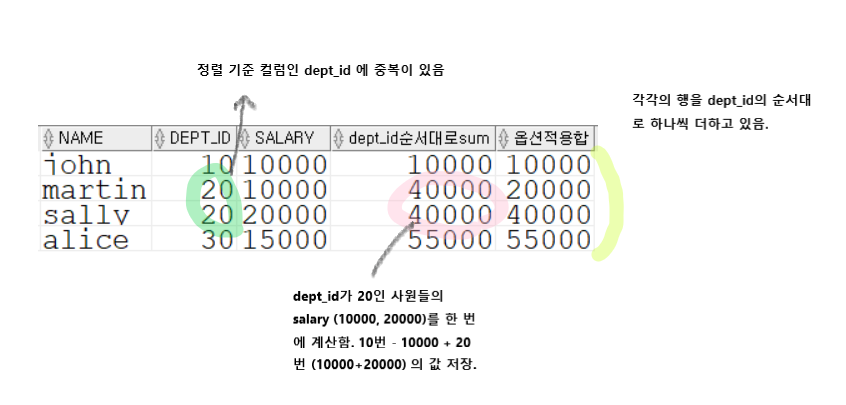 정렬 기준 컬럼인 dept_id 에 중복이 있음
각각의 행을 dept_id의 순서대
로 하나씩 더하고 있음.
NAME DEPT_ID SALARY dept_id순서대로sum 옵션적용합
john 10 10000 10000 10000
martin 20 10000 40000 20000
sally 20 20000 40000 40000
alice 30 15000 55000 55000
dept_id가 20인 사원들의
salary (10000, 20000)를 한 번
에 계산함. 10번 - 10000 + 20
번 (10000+20000) 의 값 저장.